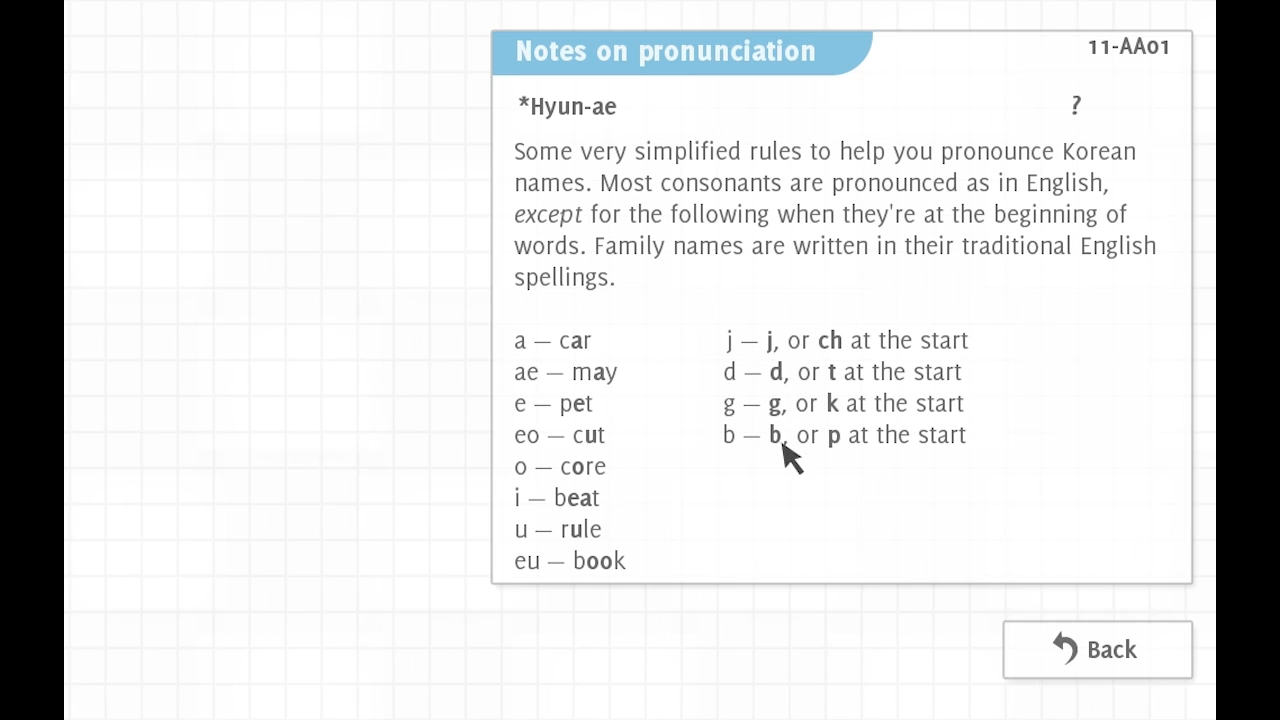 Notes on pronunciation
11-AA01
*Hyun-ae ?
Some very simplified rules to help you pronounce Korean
names. Most consonants are pronounced as in English,
except for the following when they're at the beginning of
words. Family names are written in their traditional English
spellings.
a — car
ae — may
e — pet
eo — cut
o — core
i — beat
u — rule
eu — book
j — j, or ch at the start
d — d, or t at the start
g — g, or k at the start
b — b, or p at the start
Back